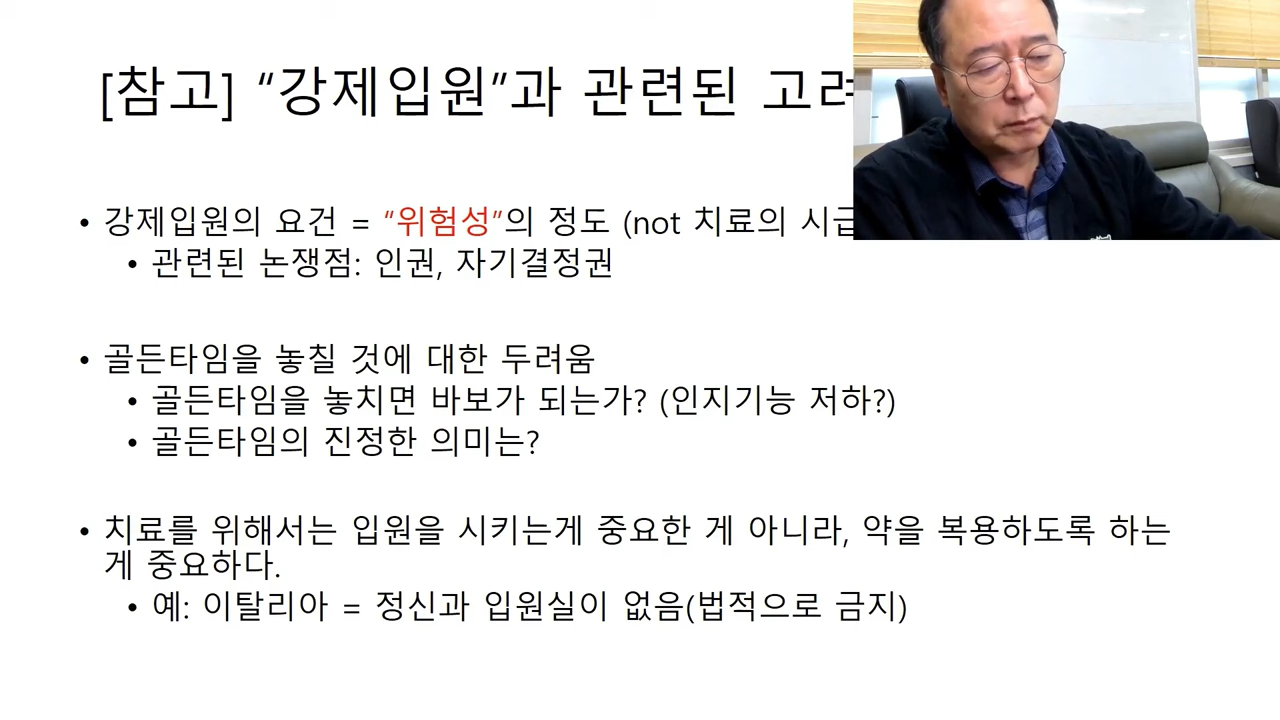 [참고] “강제입원”과 관련된
• 강제입원의 요건 = “위험성”의 정도 (not 치료의
• 관련된 논쟁점: 인권, 자기결정권
• 골든타임을 놓칠 것에 대한 두려움
• 골든타임을 놓치면 바보가 되는가? (인지기능 저하?)
• 골든타임의 진정한 의미는?
• 치료를 위해서는 입원을 시키는게 중요한 게 아니라, 약을 복용하도록 하는
게 중요하다.
• 예: 이탈리아 = 정신과 입원실이 없음(법적으로 금지)